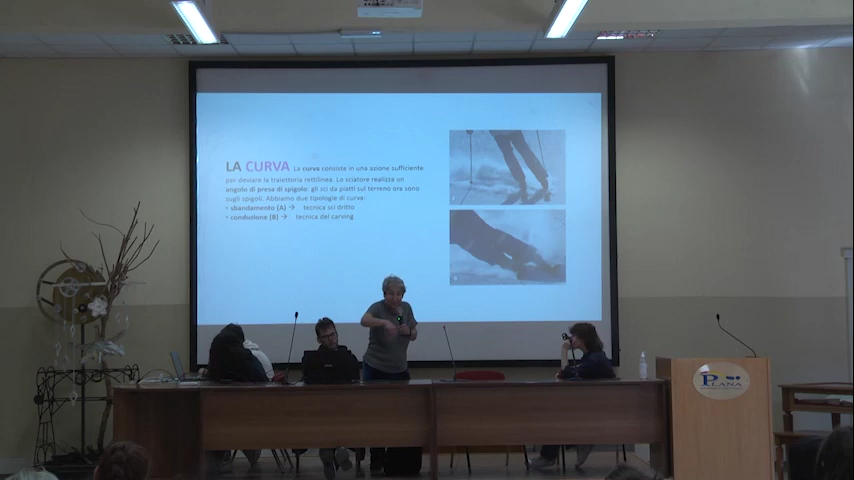 LA CURVA La curva consiste in una azione sufficiente
per deviare la traiettoria rettilinea. Lo sciatore realizza un
angolo di presa di spigolo: gli sci da piatti sul terreno ora sono
sugli spigoli. Abbiamo due tipologie di curva:
• sbandamento (A) → tecnica sci dritto
• conduzione (B) → tecnica del carving
PLANA